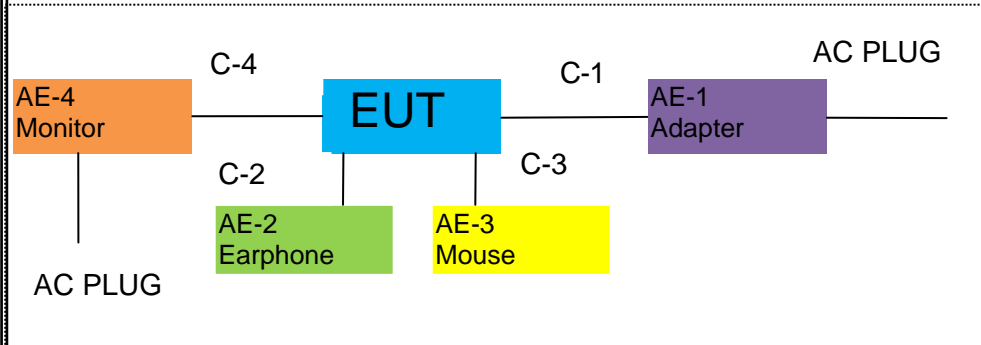 AC PLUG
C-4
C-1
AE-4
Monitor
EUT
AE-1
Adapter
C-2
C-3
AE-2
Earphone
AE-3
Mouse
AC PLUG